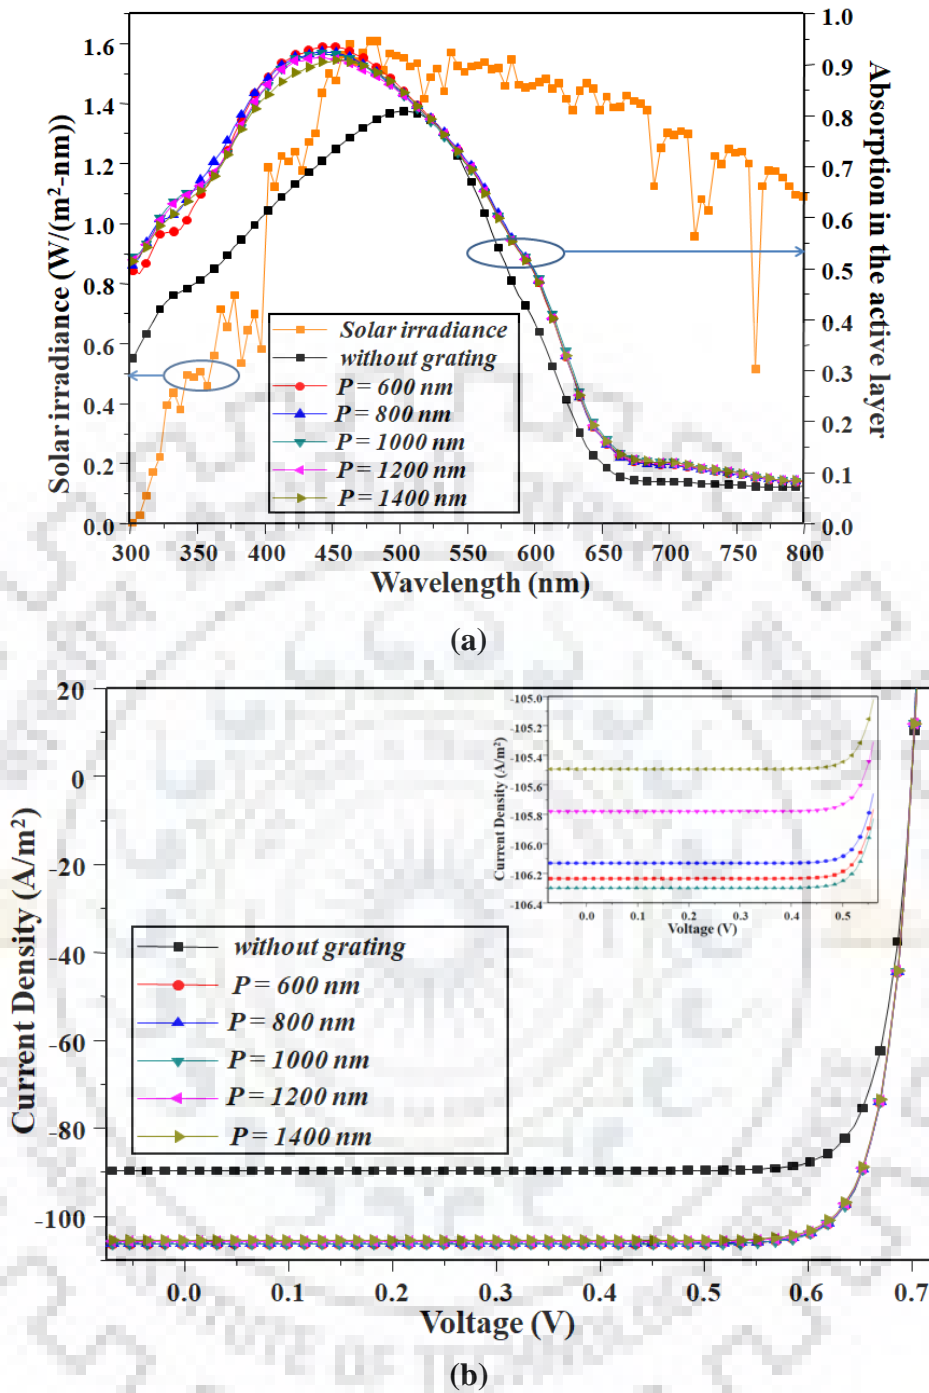 1.0
1.6
0.9
1.4
0.8
1.2
0.7
1.0
0.6
0.8
0.5
0.6
0.4
0.4
0.3
0.2
0.2
0.1
0.0
0.0
Solar irradiance (W/(m²-nm))
Absorption in the active layer
Solar irradiance
without grating
P = 600 nm
P = 800 nm
P = 1000 nm
P = 1200 nm
P = 1400 nm
300 350 400 450 500 550 600 650 700 750 800
Wavelength (nm)
(a)
20
0
-20
-40
-60
-80
-100
Current Density (A/m²)
-105.0
-105.2
-105.4
-105.6
-105.8
-106.0
-106.2
-106.4
Current Density (A/m²)
0.0 0.1 0.2 0.3 0.4 0.5
Voltage (V)
without grating
P = 600 nm
P = 800 nm
P = 1000 nm
P = 1200 nm
P = 1400 nm
0.0 0.1 0.2 0.3 0.4 0.5 0.6 0.7
Voltage (V)
(b)